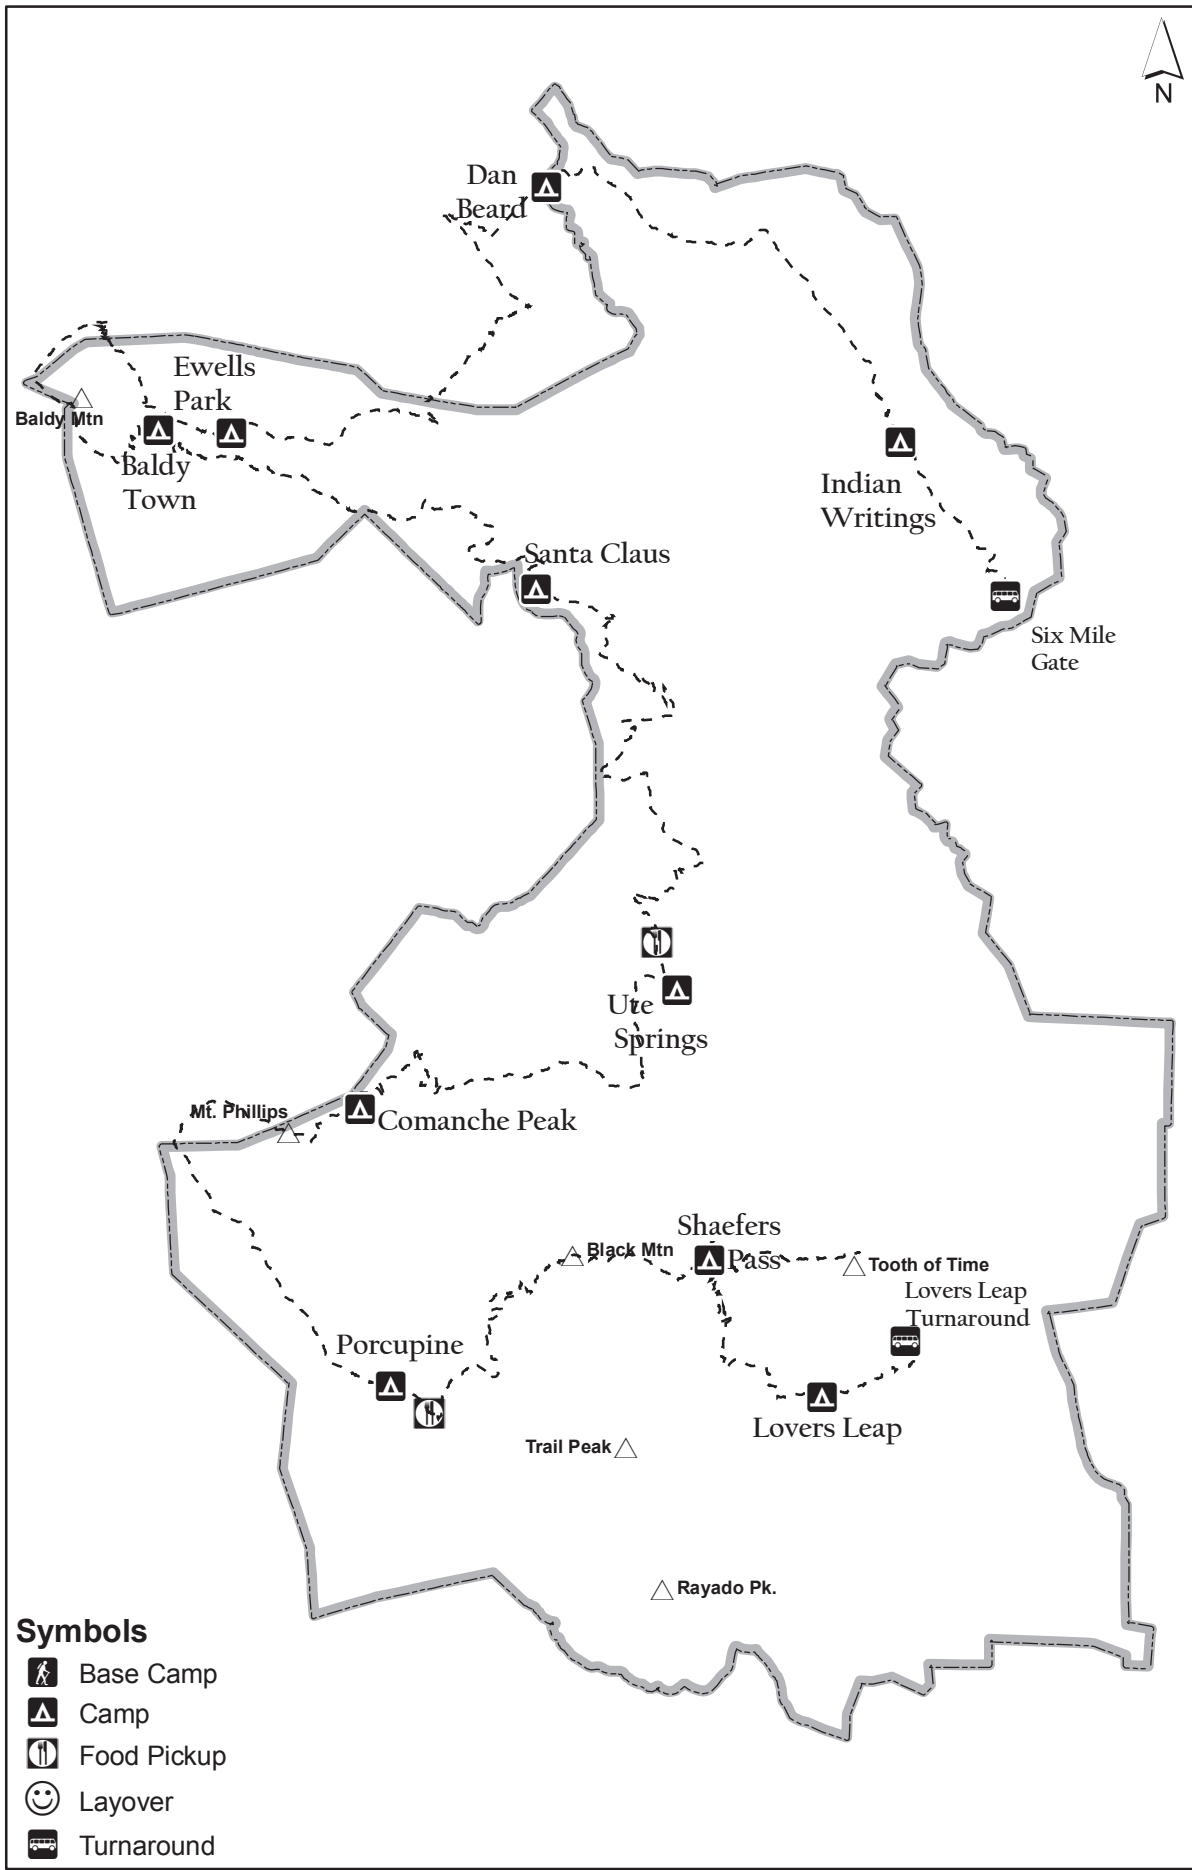 N
Dan
Beard
Ewells
Park
Baldy Mtn
Baldy
Town
Indian
Writings
Santa Claus
Six Mile
Gate
Ute
Springs
Mt. Phillips
Comanche Peak
Shaefers
Pass
Black Mtn
Tooth of Time
Lovers Leap
Turnaround
Porcupine
Lovers Leap
Trail Peak
Rayado Pk.
Symbols
Base Camp
Camp
Food Pickup
Layover
Turnaround